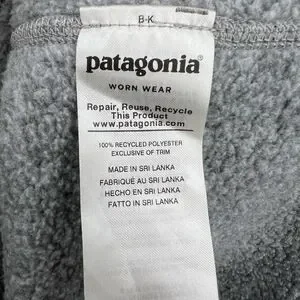 B-K
patagonia®
WORN WEAR
Repair, Reuse, Recycle
This Product
www.patagonia.com
100% RECYCLED POLYESTER
EXCLUSIVE OF TRIM
MADE IN SRI LANKA
FABRIQUÉ AU SRI LANKA
HECHO EN SRI LANKA
FATTO IN SRI LANKA